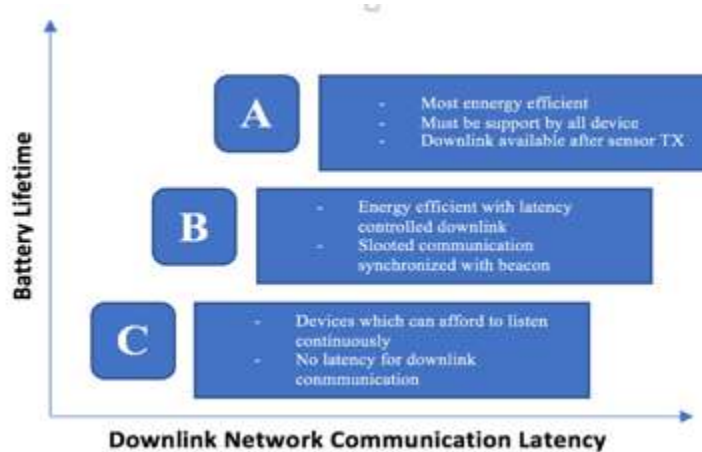 A
- Most ennergy efficient
- Must be support by all device
- Downlink available after sensor TX
B
- Energy efficient with latency
controlled downlink
- Slooted communication
synchronized with beacon
C
- Devices which can afford to listen
continuously
- No latency for downlink
conmmunication
Battery Lifetime
Downlink Network Communication Latency